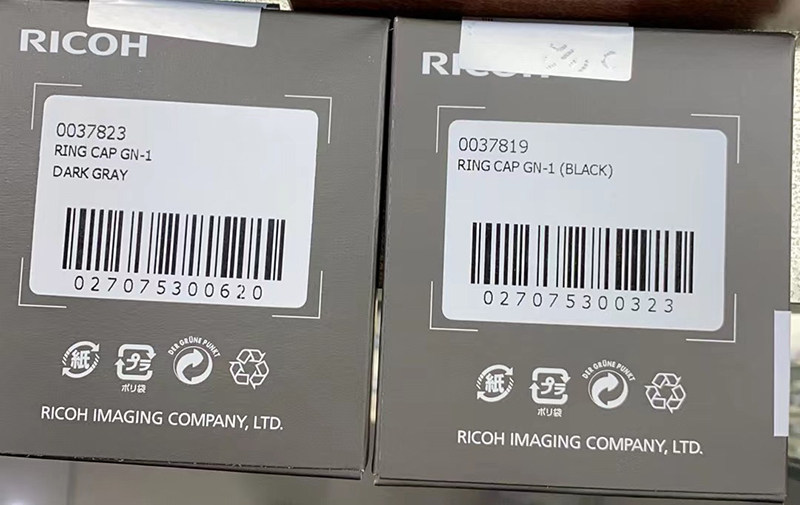 RICOH
0037823
RING CAP GN-1
DARK GRAY
027075300620
紙
プラ
ポリ袋
DER GRÜNE PUNKT
RICOH IMAGING COMPANY, LTD.
RICOH
0037819
RING CAP GN-1 (BLACK)
027075300323
紙
プラ
ポリ袋
DER GRÜNE PUNKT
RICOH IMAGING COMPANY, LTD.